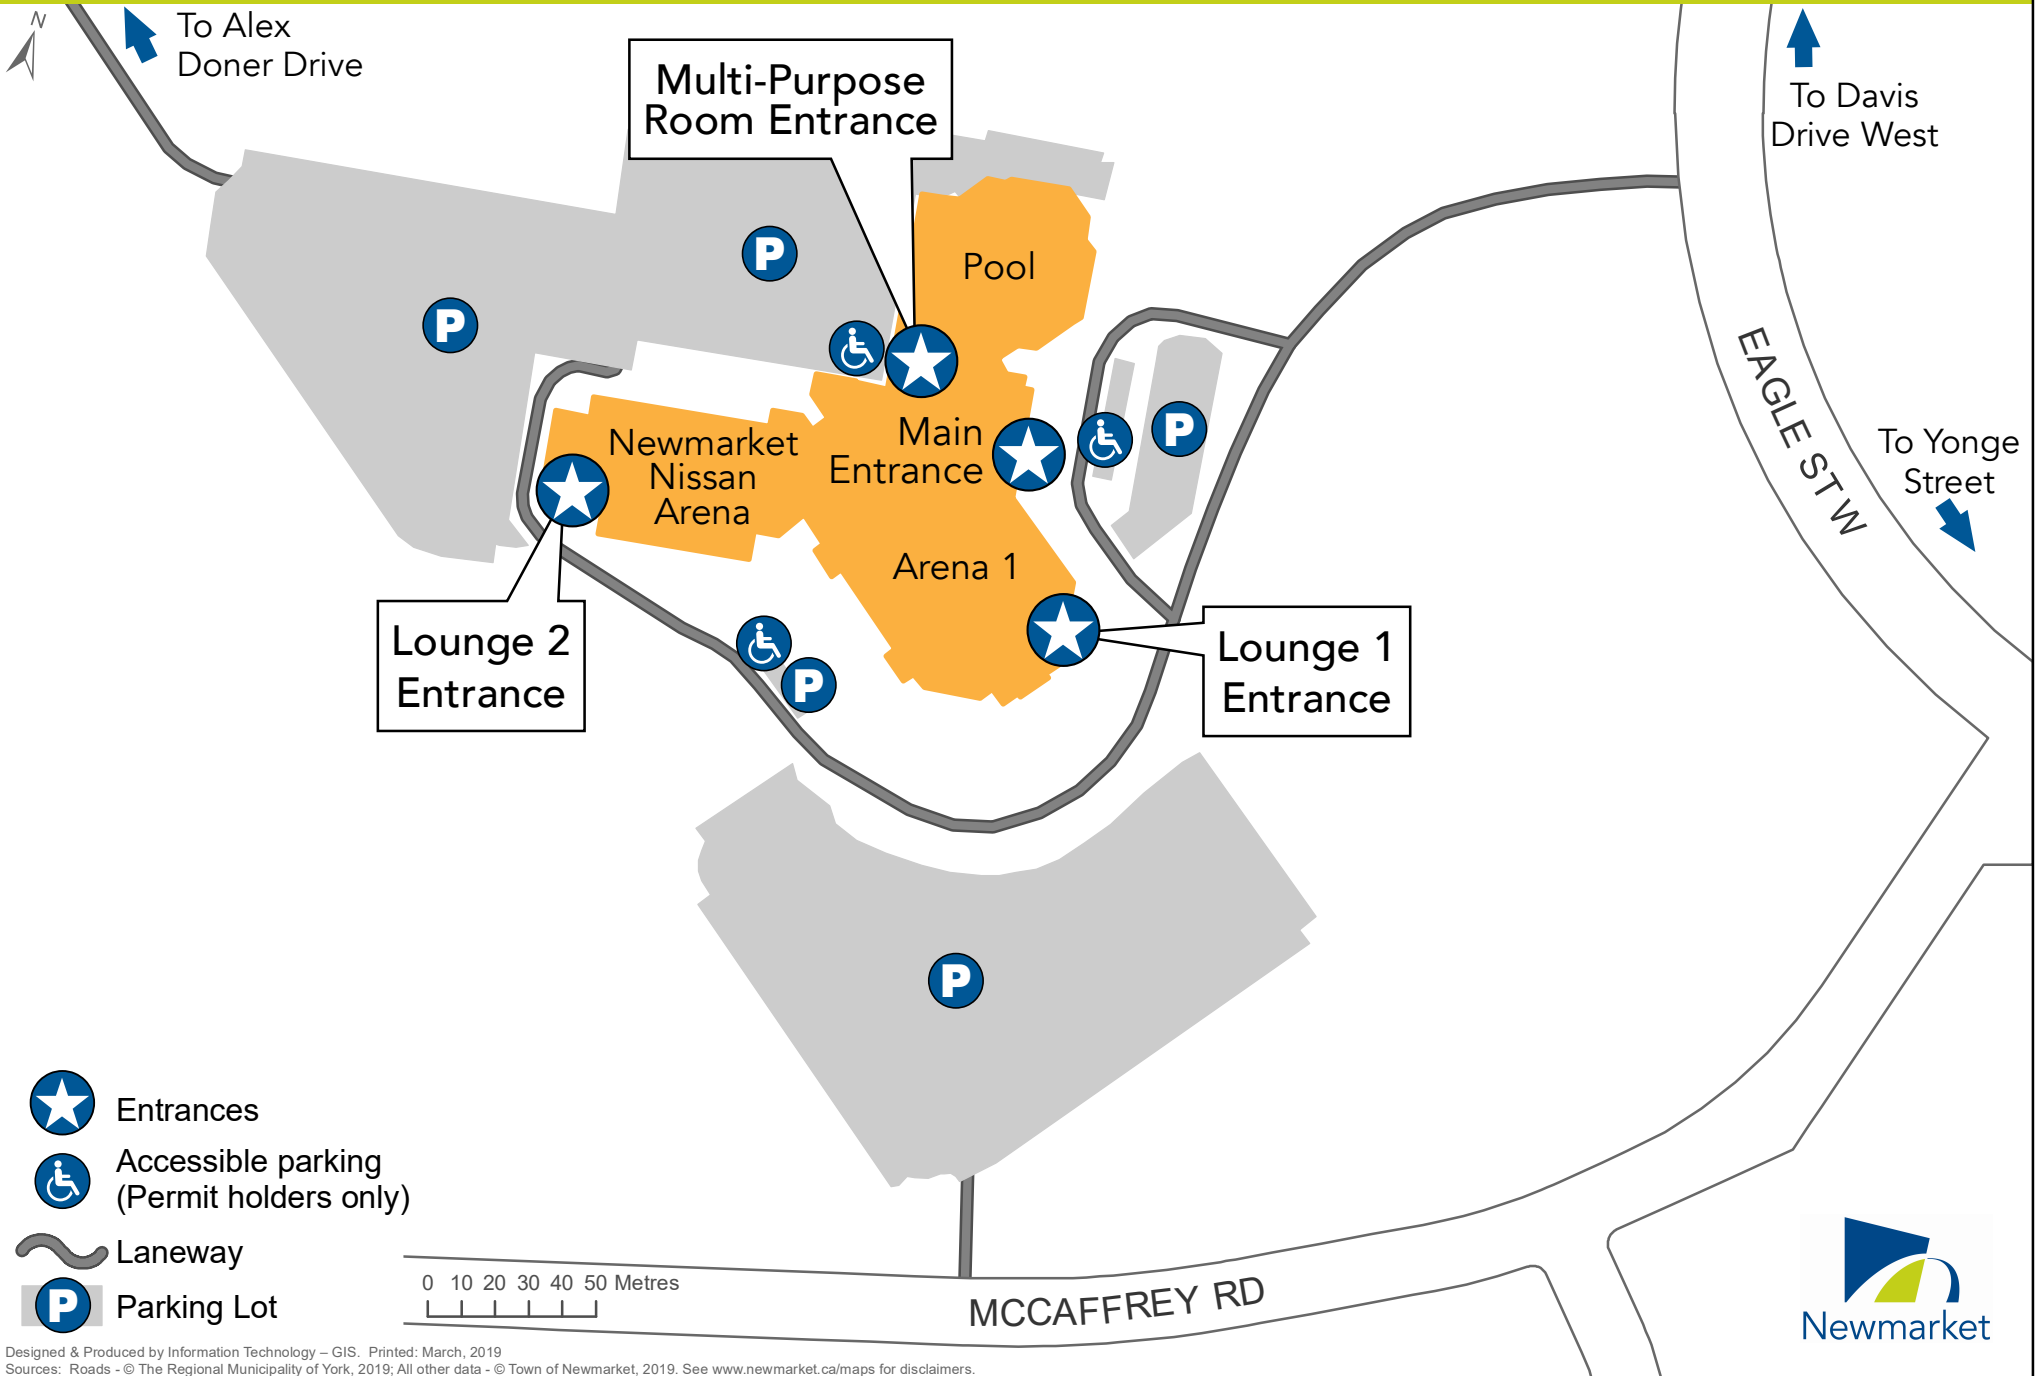 N
To Alex
Doner Drive
Multi-Purpose
Room Entrance
To Davis
Drive West
P
Pool
P
EAGLE ST W
Main
Entrance
P
To Yonge
Street
Newmarket
Nissan
Arena
Arena 1
Lounge 2
Entrance
P
Lounge 1
Entrance
P
Entrances
Accessible parking
(Permit holders only)
Laneway
P Parking Lot
0 10 20 30 40 50 Metres
MCCAFFREY RD
Newmarket
Designed & Produced by Information Technology – GIS. Printed: March, 2019
Sources: Roads - © The Regional Municipality of York, 2019; All other data - © Town of Newmarket, 2019. See www.newmarket.ca/maps for disclaimers.